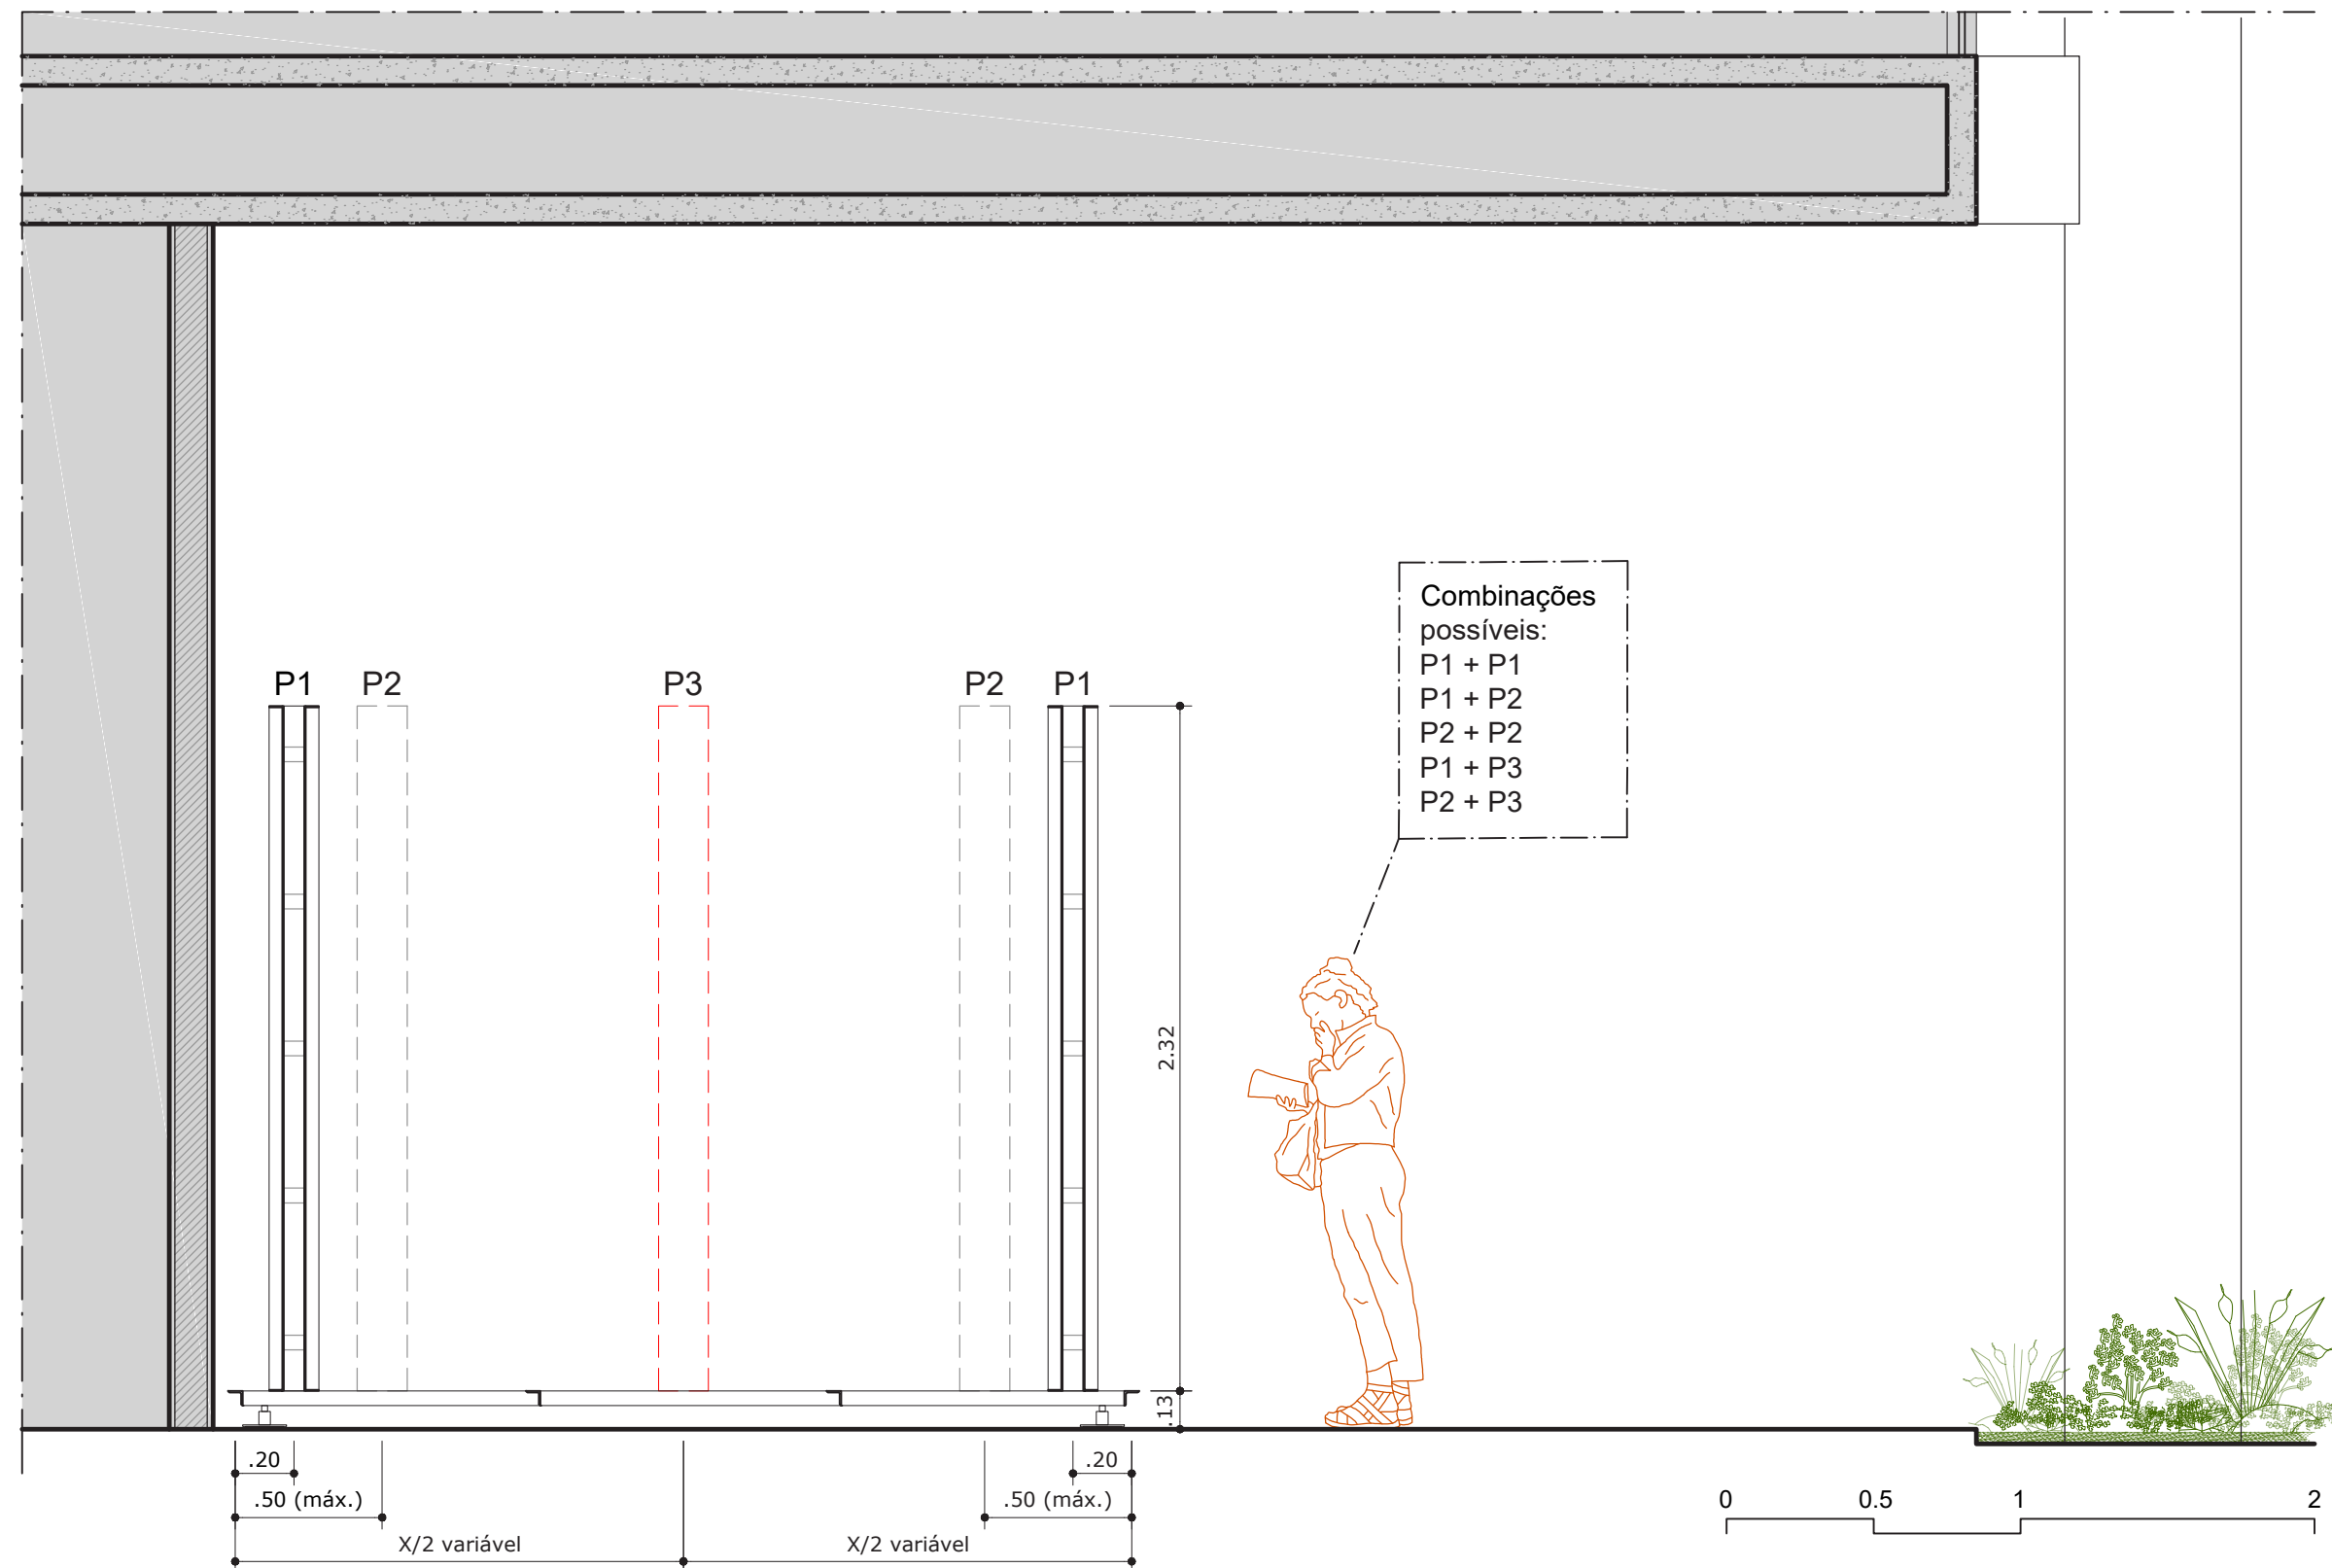 Combinações
possíveis:
P1 + P1
P1 + P2
P2 + P2
P1 + P3
P2 + P3
P1 P2 P3 P2 P1
2.32
.13
.20 .20
.50 (máx.) .50 (máx.)
X/2 variável X/2 variável
0 0.5 1 2